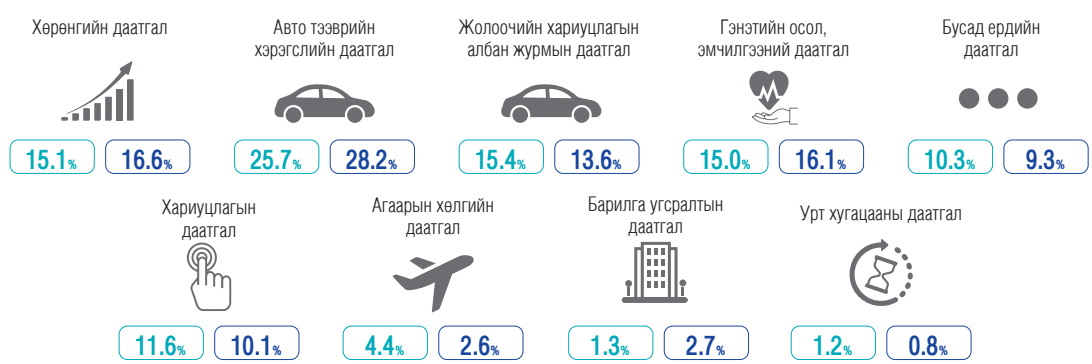 Хөрөнгийн даатгал
Авто тээврийн
хэрэгслийн даатгал
Жолоочийн хариуцлагын
албан журмын даатгал
Гэнэтийн осол,
эмчилгээний даатгал
Бусад ердийн
даатгал
15.1% 16.6%
25.7% 28.2%
15.4% 13.6%
15.0% 16.1%
10.3% 9.3%
Хариуцлагын
даатгал
Агаарын хөлгийн
даатгал
Барилга угсралтын
даатгал
Урт хугацааны даатгал
11.6% 10.1%
4.4% 2.6%
1.3% 2.7%
1.2% 0.8%